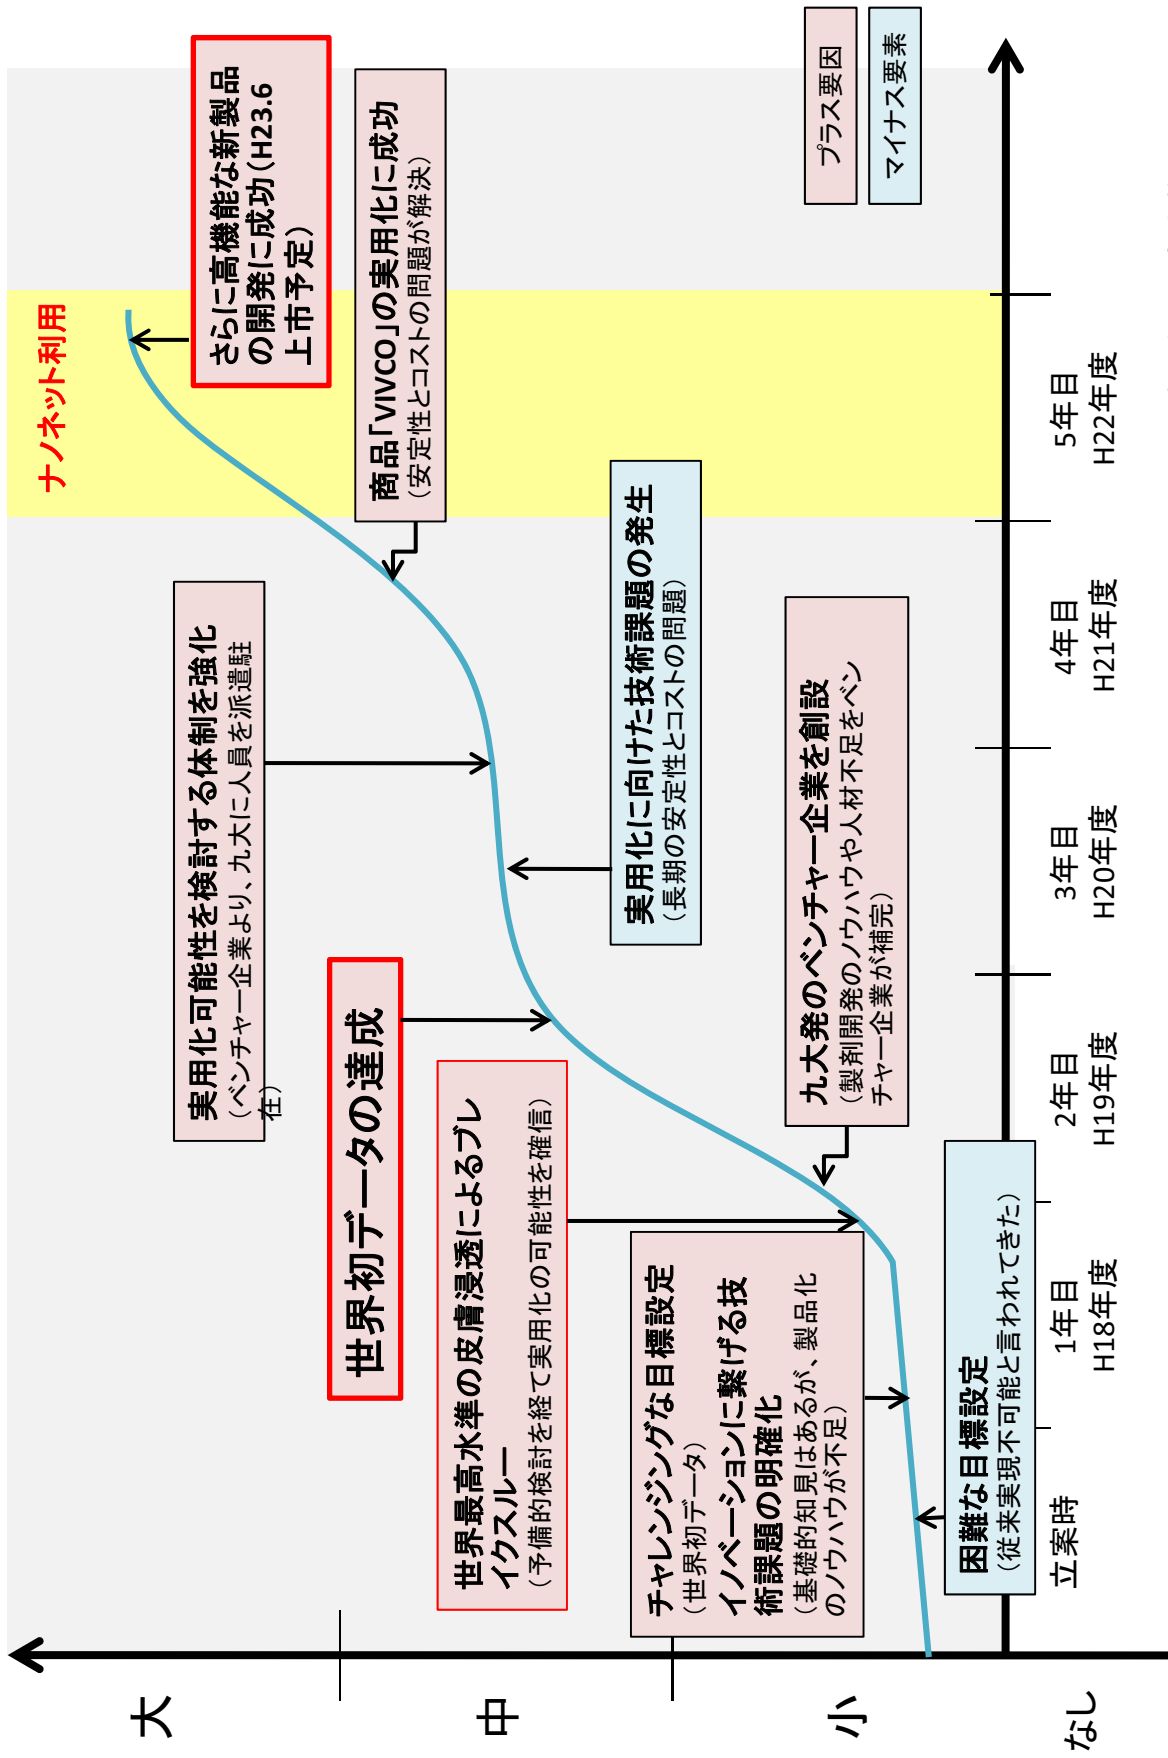 ナノネット利用
さらに高機能な新製品
の開発に成功(H23.6
上市予定)
商品「VIVCO」の実用化に成功
（安定性とコストの問題が解決）
プラス要因
マイナス要素
実用化可能性を検討する体制を強化
（ベンチャー企業より、九大に人員を派遣駐
在）
世界初データの達成
実用化に向けた技術課題の発生
（長期の安定性とコストの問題）
世界最高水準の皮膚浸透によるブレ
イクスルー
（予備的検討を経て実用化の可能性を確信）
九大発のベンチャー企業を創設
（製剤開発のノウハウや人材不足をベン
チャー企業が補完）
チャレンジングな目標設定
（世界初データ）
イノベーションに繋げる技
術課題の明確化
（基礎的知見はあるが、製品化
のノウハウが不足）
困難な目標設定
（従来実現不可能と言われてきた）
大
中
小
なし
立案時
1年目
H18年度
2年目
H19年度
3年目
H20年度
4年目
H21年度
5年目
H22年度